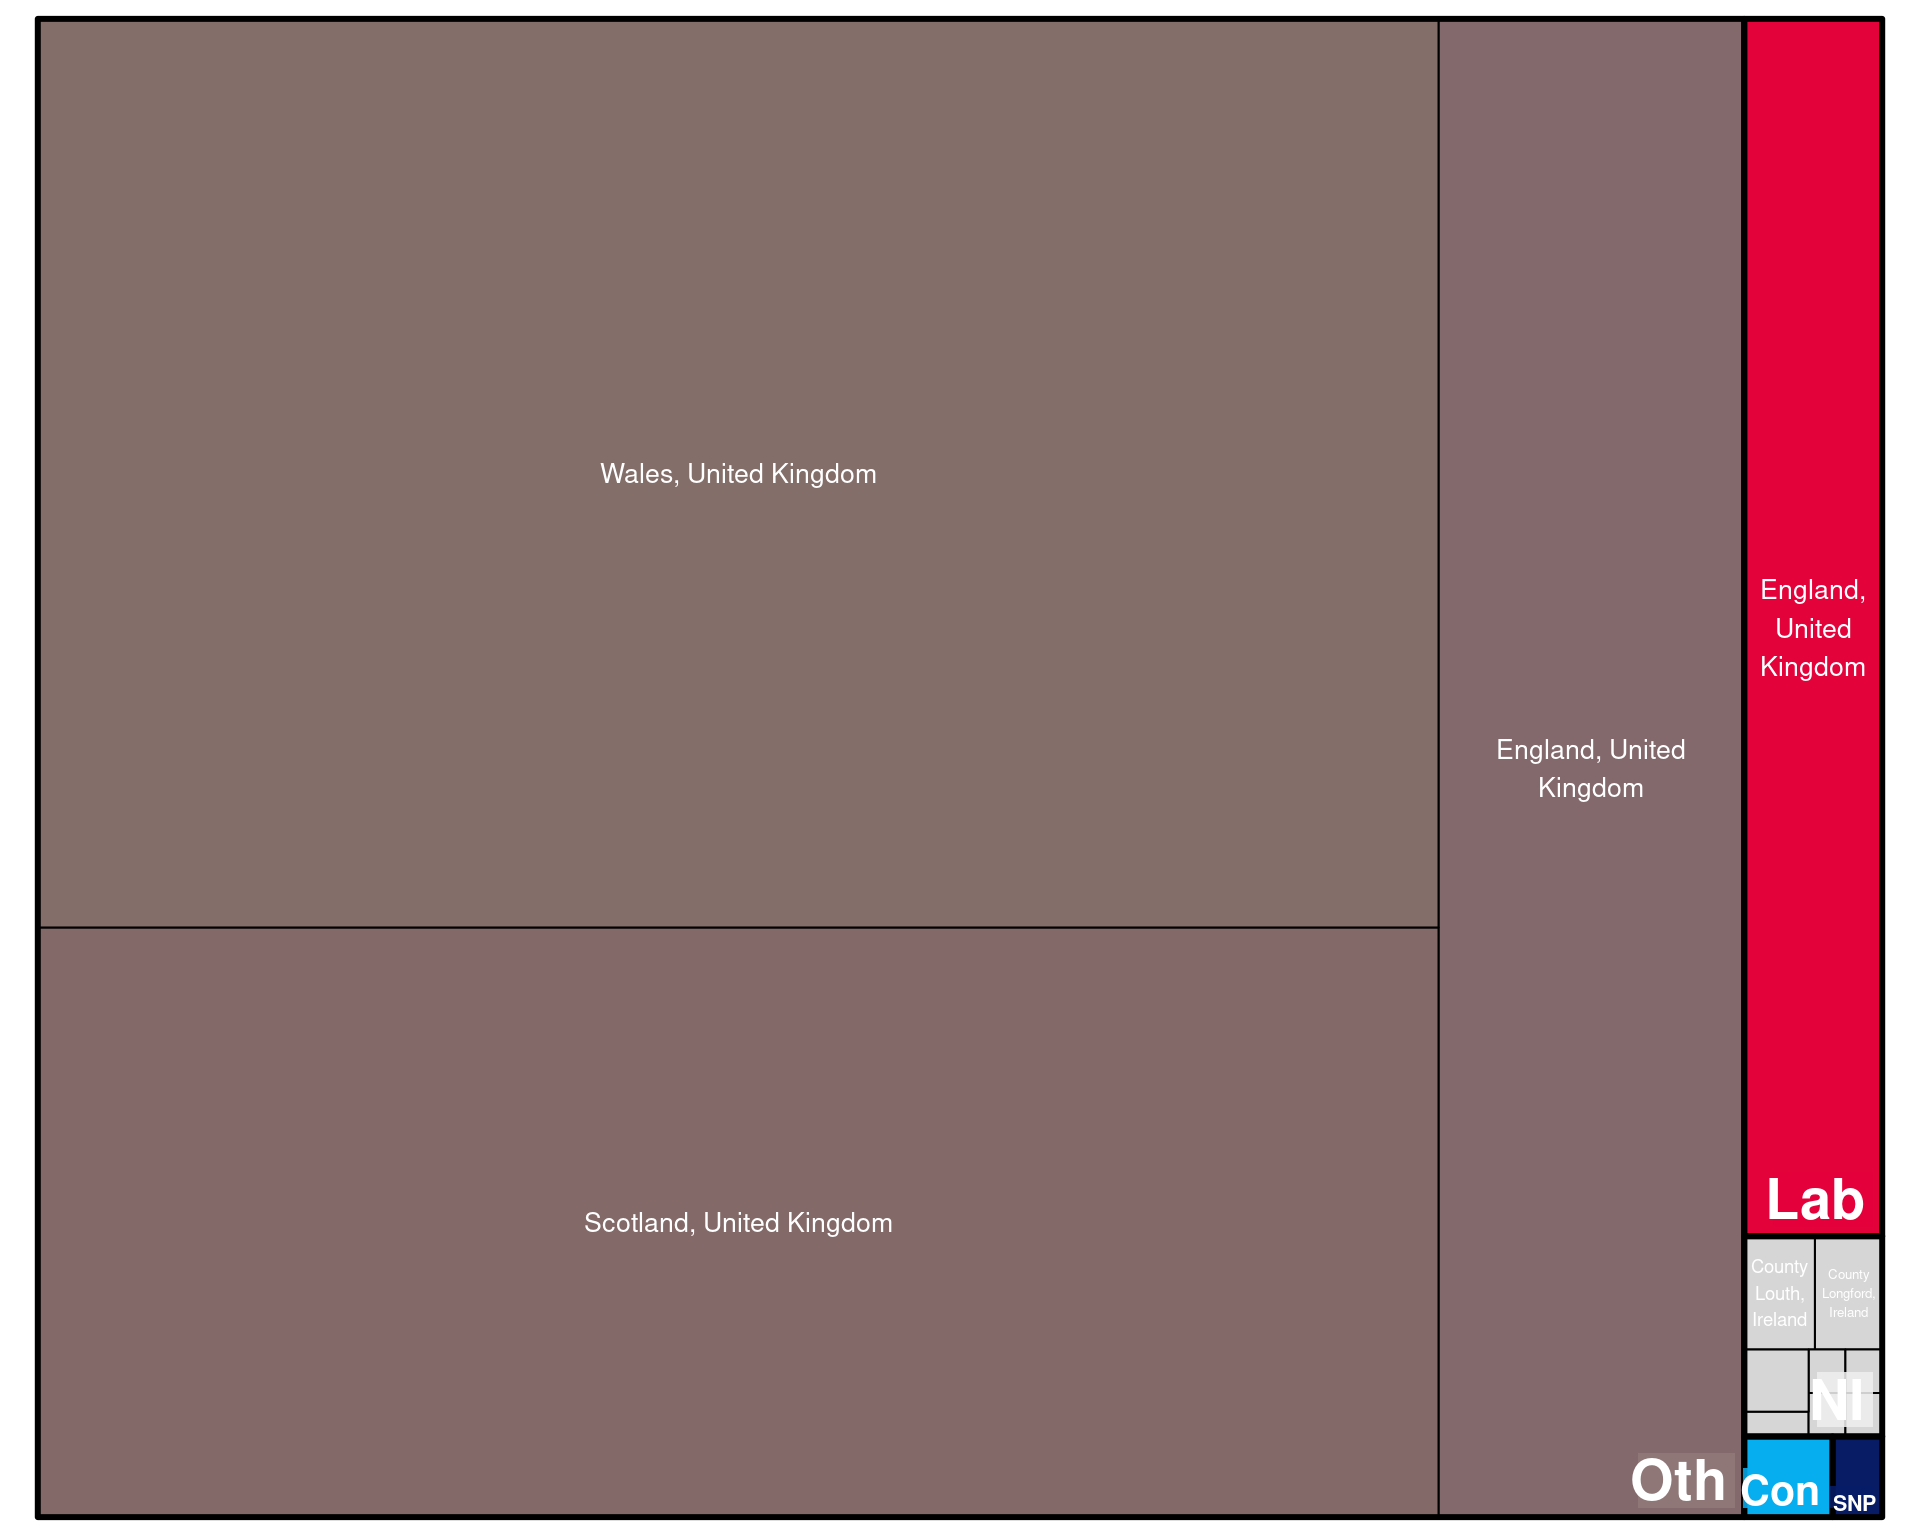 Wales, United Kingdom
Scotland, United Kingdom
England, United
Kingdom
Oth
England,
United
Kingdom
Lab
County
Louth,
Ireland
County
Longford,
Ireland
NI
Con
SNP